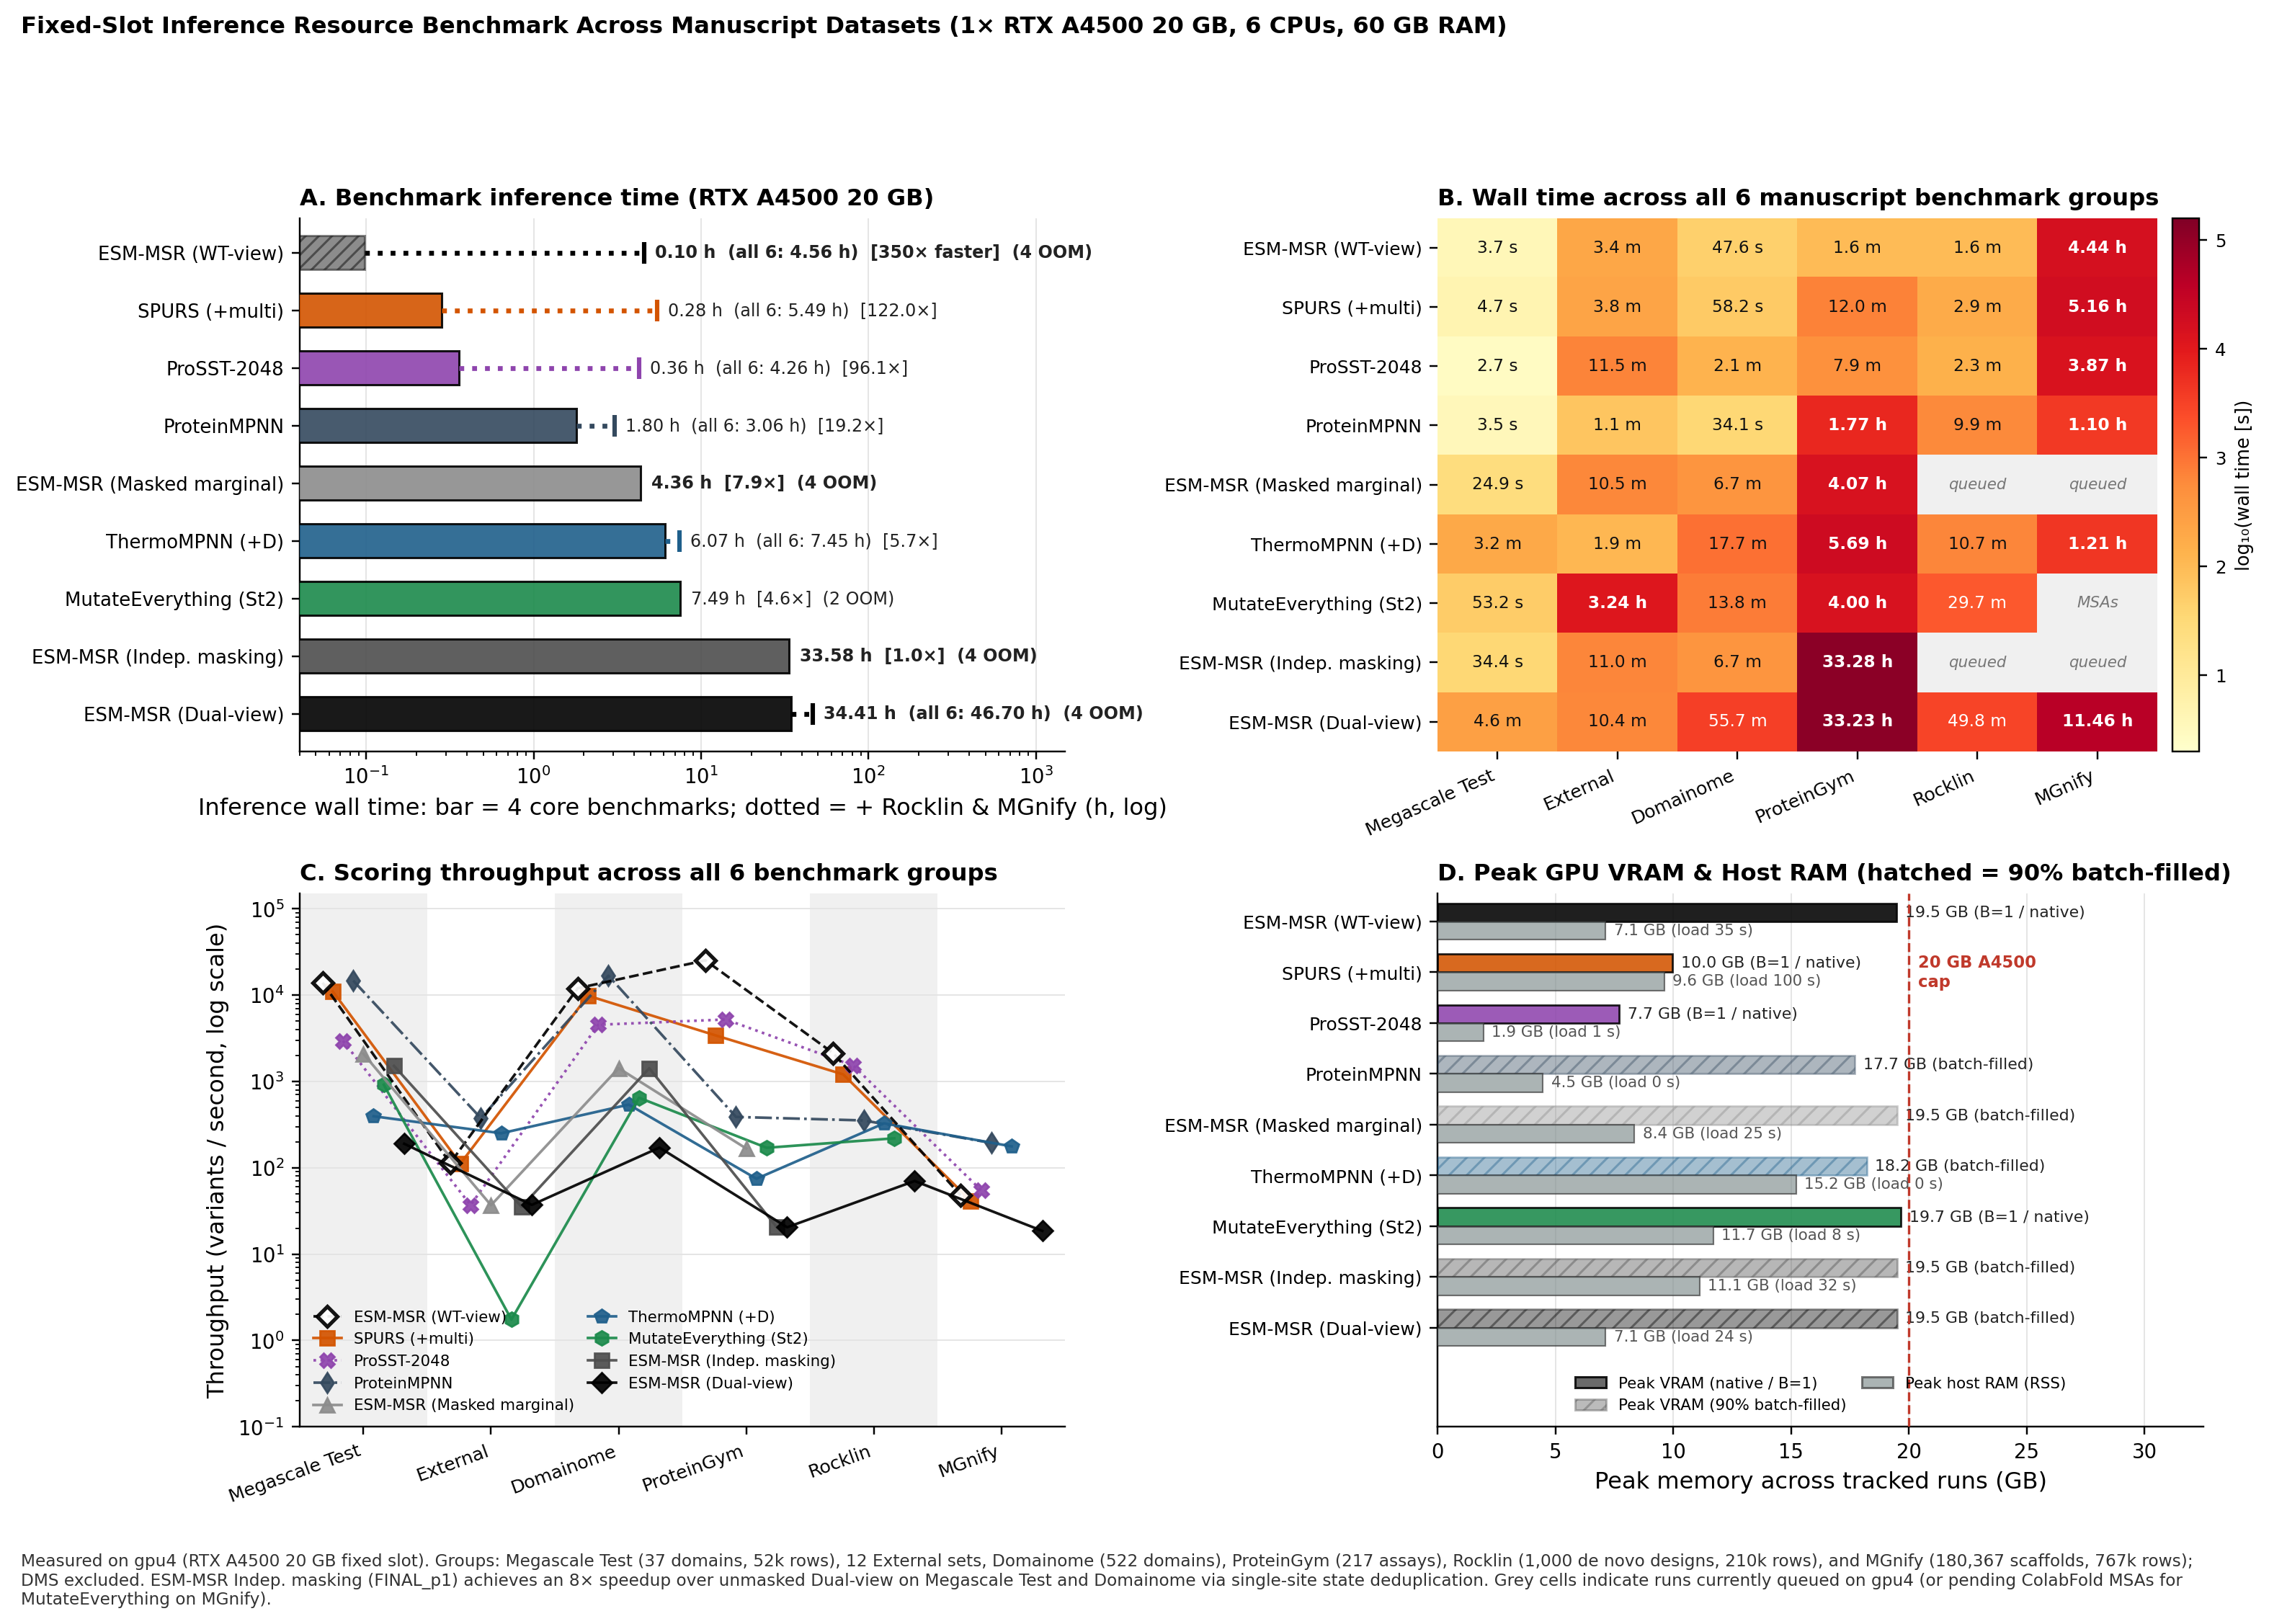 Fixed-Slot Inference Resource Benchmark Across Manuscript Datasets (1× RTX A4500 20 GB, 6 CPUs, 60 GB RAM)
A. Benchmark inference time (RTX A4500 20 GB)
ESM-MSR (WT-view)
0.10 h (all 6: 4.56 h) [350× faster] (4 OOM)
SPURS (+multi)
0.28 h (all 6: 5.49 h) [122.0×]
ProSST-2048
0.36 h (all 6: 4.26 h) [96.1×]
ProteinMPNN
1.80 h (all 6: 3.06 h) [19.2×]
ESM-MSR (Masked marginal)
4.36 h [7.9×] (4 OOM)
ThermoMPNN (+D)
6.07 h (all 6: 7.45 h) [5.7×]
MutateEverything (St2)
7.49 h [4.6×] (2 OOM)
ESM-MSR (Indep. masking)
33.58 h [1.0×] (4 OOM)
ESM-MSR (Dual-view)
34.41 h (all 6: 46.70 h) (4 OOM)
10⁻¹ 10⁰ 10¹ 10² 10³
Inference wall time: bar = 4 core benchmarks; dotted = + Rocklin & MGnify (h, log)
B. Wall time across all 6 manuscript benchmark groups
ESM-MSR (WT-view) 3.7 s 3.4 m 47.6 s 1.6 m 1.6 m 4.44 h
SPURS (+multi) 4.7 s 3.8 m 58.2 s 12.0 m 2.9 m 5.16 h
ProSST-2048 2.7 s 11.5 m 2.1 m 7.9 m 2.3 m 3.87 h
ProteinMPNN 3.5 s 1.1 m 34.1 s 1.77 h 9.9 m 1.10 h
ESM-MSR (Masked marginal) 24.9 s 10.5 m 6.7 m 4.07 h queued queued
ThermoMPNN (+D) 3.2 m 1.9 m 17.7 m 5.69 h 10.7 m 1.21 h
MutateEverything (St2) 53.2 s 3.24 h 13.8 m 4.00 h 29.7 m MSAs
ESM-MSR (Indep. masking) 34.4 s 11.0 m 6.7 m 33.28 h queued queued
ESM-MSR (Dual-view) 4.6 m 10.4 m 55.7 m 33.23 h 49.8 m 11.46 h
Megascale Test External Domainome ProteinGym Rocklin MGnify
5
4
3
2
1
log₁₀(wall time [s])
C. Scoring throughput across all 6 benchmark groups
Throughput (variants / second, log scale)
10⁵
10⁴
10³
10²
10¹
10⁰
10⁻¹
ESM-MSR (WT-view)
SPURS (+multi)
ProSST-2048
ProteinMPNN
ESM-MSR (Masked marginal)
ThermoMPNN (+D)
MutateEverything (St2)
ESM-MSR (Indep. masking)
ESM-MSR (Dual-view)
Megascale Test External Domainome ProteinGym Rocklin MGnify
D. Peak GPU VRAM & Host RAM (hatched = 90% batch-filled)
ESM-MSR (WT-view)
19.5 GB (B=1 / native)
7.1 GB (load 35 s)
SPURS (+multi)
10.0 GB (B=1 / native)
9.6 GB (load 100 s)
20 GB A4500
cap
ProSST-2048
7.7 GB (B=1 / native)
1.9 GB (load 1 s)
ProteinMPNN
17.7 GB (batch-filled)
4.5 GB (load 0 s)
ESM-MSR (Masked marginal)
19.5 GB (batch-filled)
8.4 GB (load 25 s)
ThermoMPNN (+D)
18.2 GB (batch-filled)
15.2 GB (load 0 s)
MutateEverything (St2)
19.7 GB (B=1 / native)
11.7 GB (load 8 s)
ESM-MSR (Indep. masking)
19.5 GB (batch-filled)
11.1 GB (load 32 s)
ESM-MSR (Dual-view)
19.5 GB (batch-filled)
7.1 GB (load 24 s)
Peak VRAM (native / B=1)
Peak VRAM (90% batch-filled)
Peak host RAM (RSS)
0 5 10 15 20 25 30
Peak memory across tracked runs (GB)
Measured on gpu4 (RTX A4500 20 GB fixed slot). Groups: Megascale Test (37 domains, 52k rows), 12 External sets, Domainome (522 domains), ProteinGym (217 assays), Rocklin (1,000 de novo designs, 210k rows), and MGnify (180,367 scaffolds, 767k rows);
DMS excluded. ESM-MSR Indep. masking (FINAL_p1) achieves an 8× speedup over unmasked Dual-view on Megascale Test and Domainome via single-site state deduplication. Grey cells indicate runs currently queued on gpu4 (or pending ColabFold MSAs for
MutateEverything on MGnify).